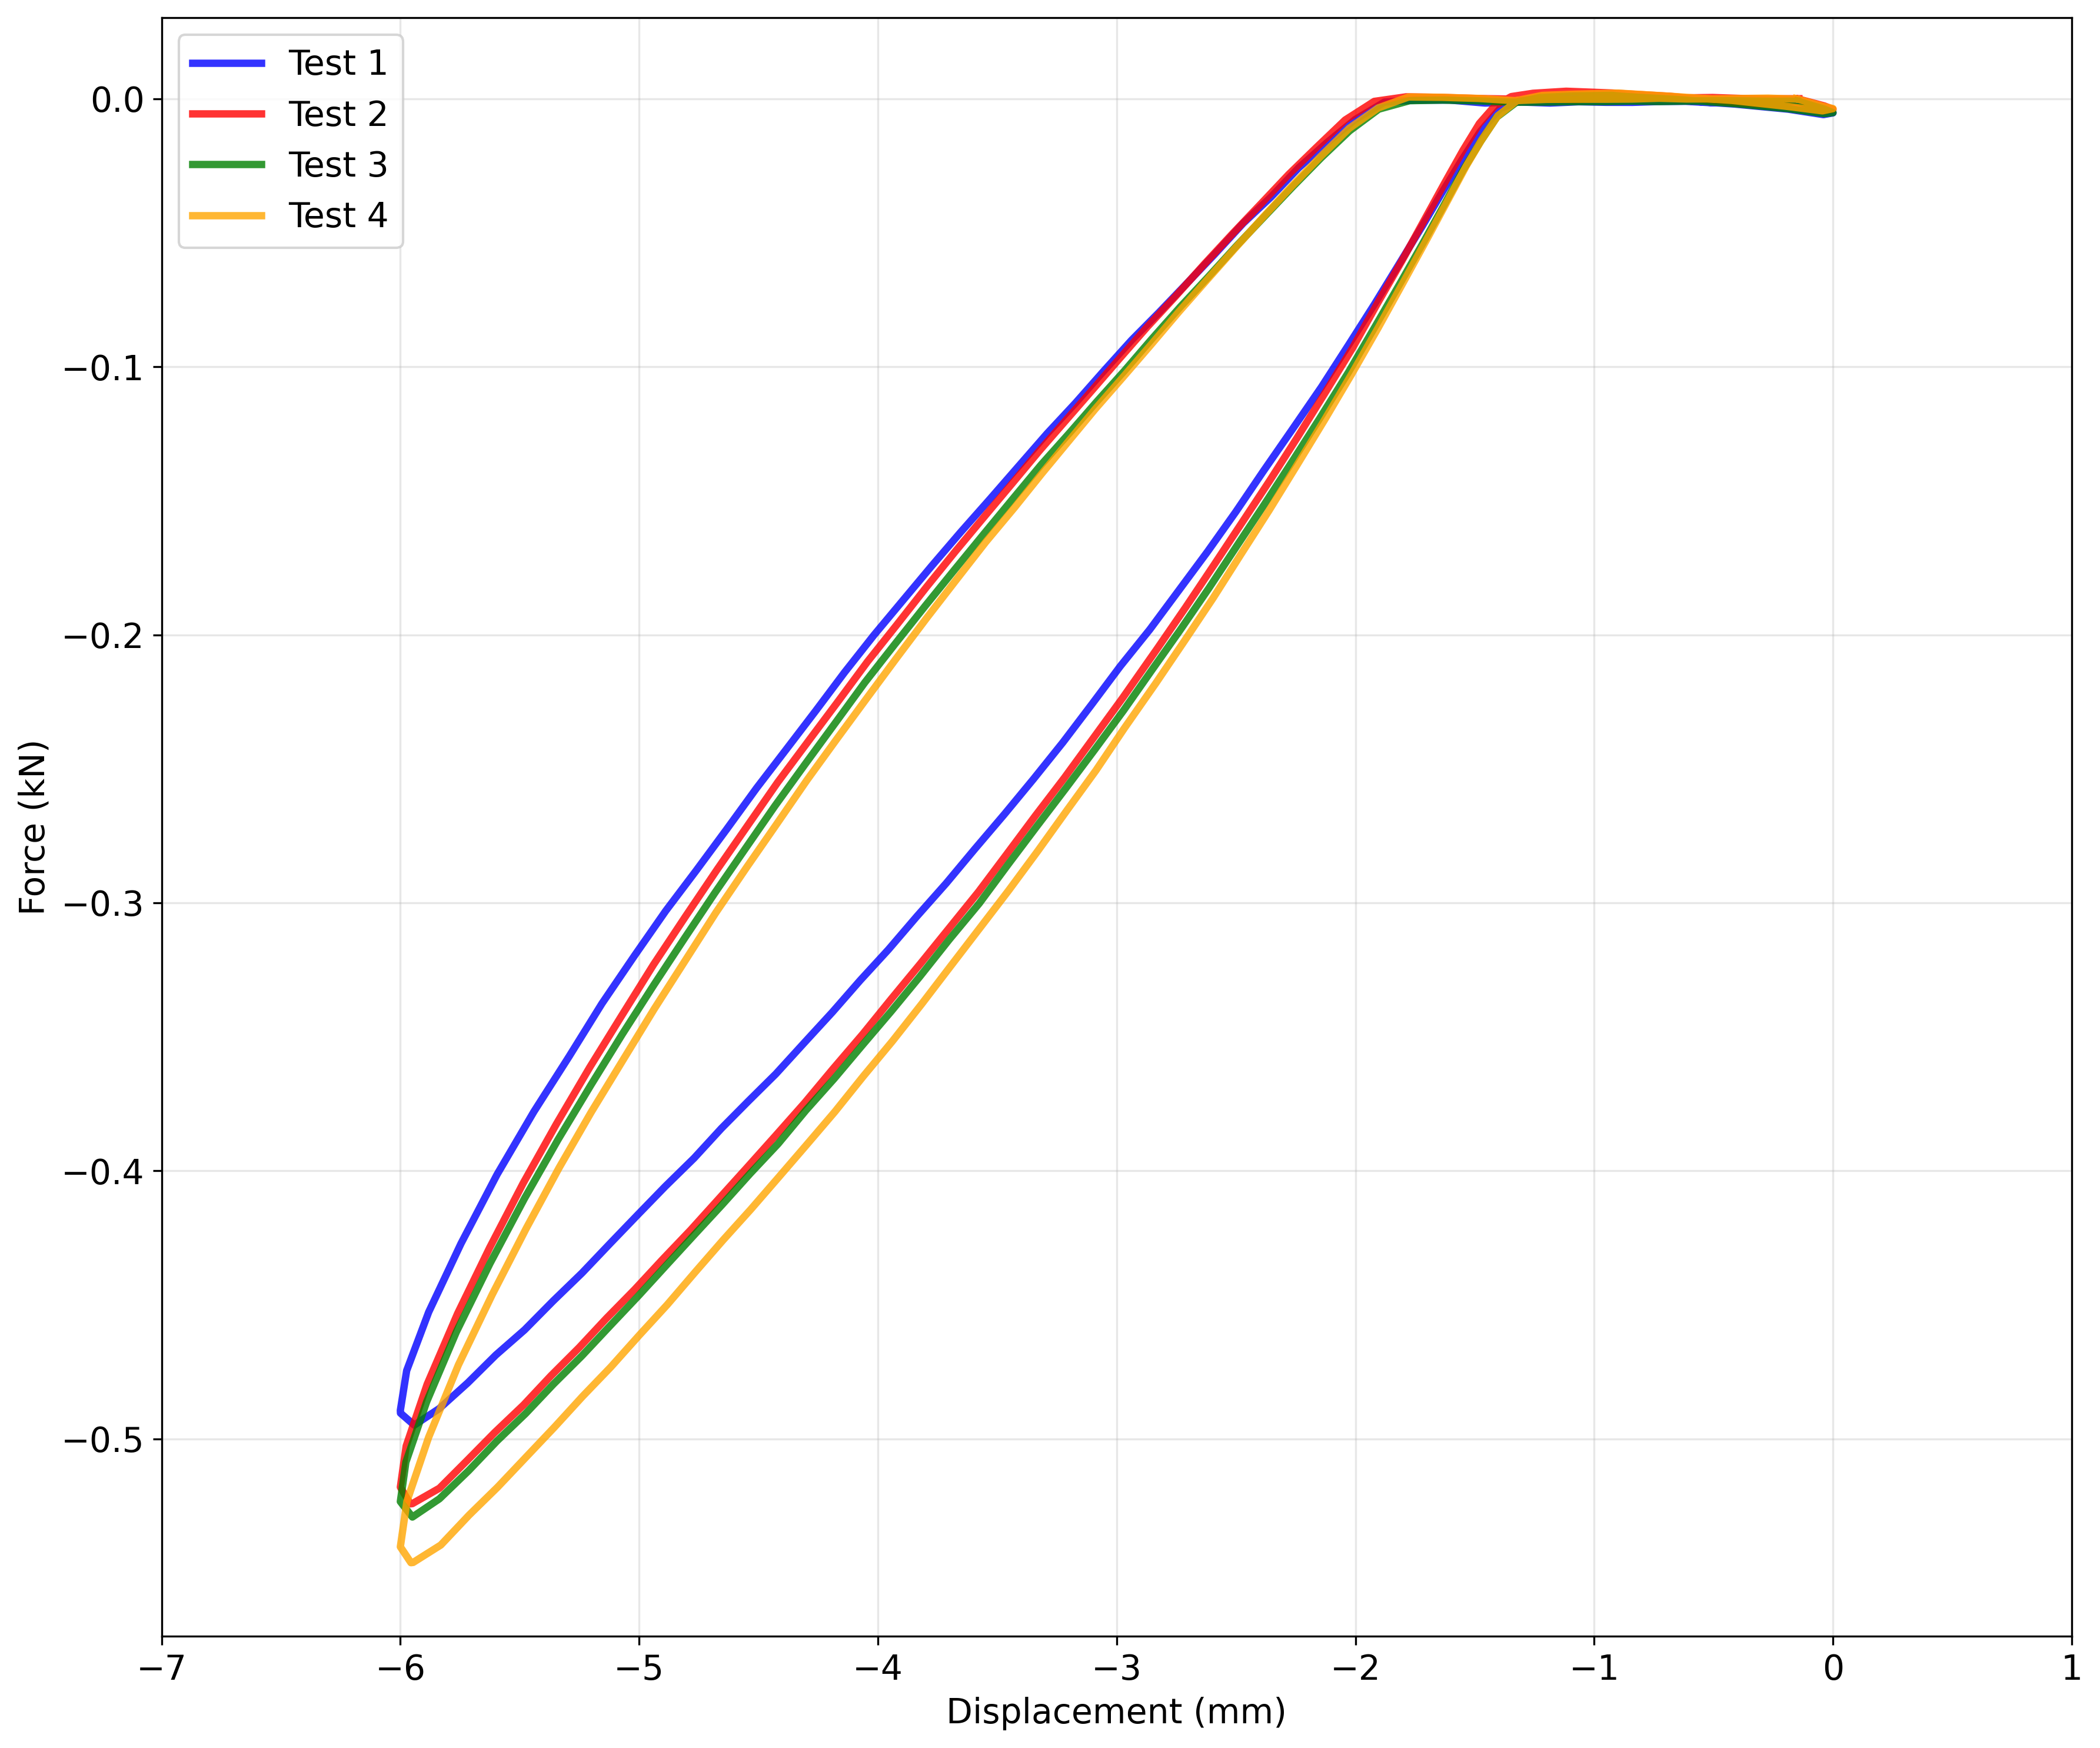 Test 1
Test 2
Test 3
Test 4
0.0
−0.1
−0.2
−0.3
−0.4
−0.5
Force (kN)
−7 −6 −5 −4 −3 −2 −1 0 1
Displacement (mm)